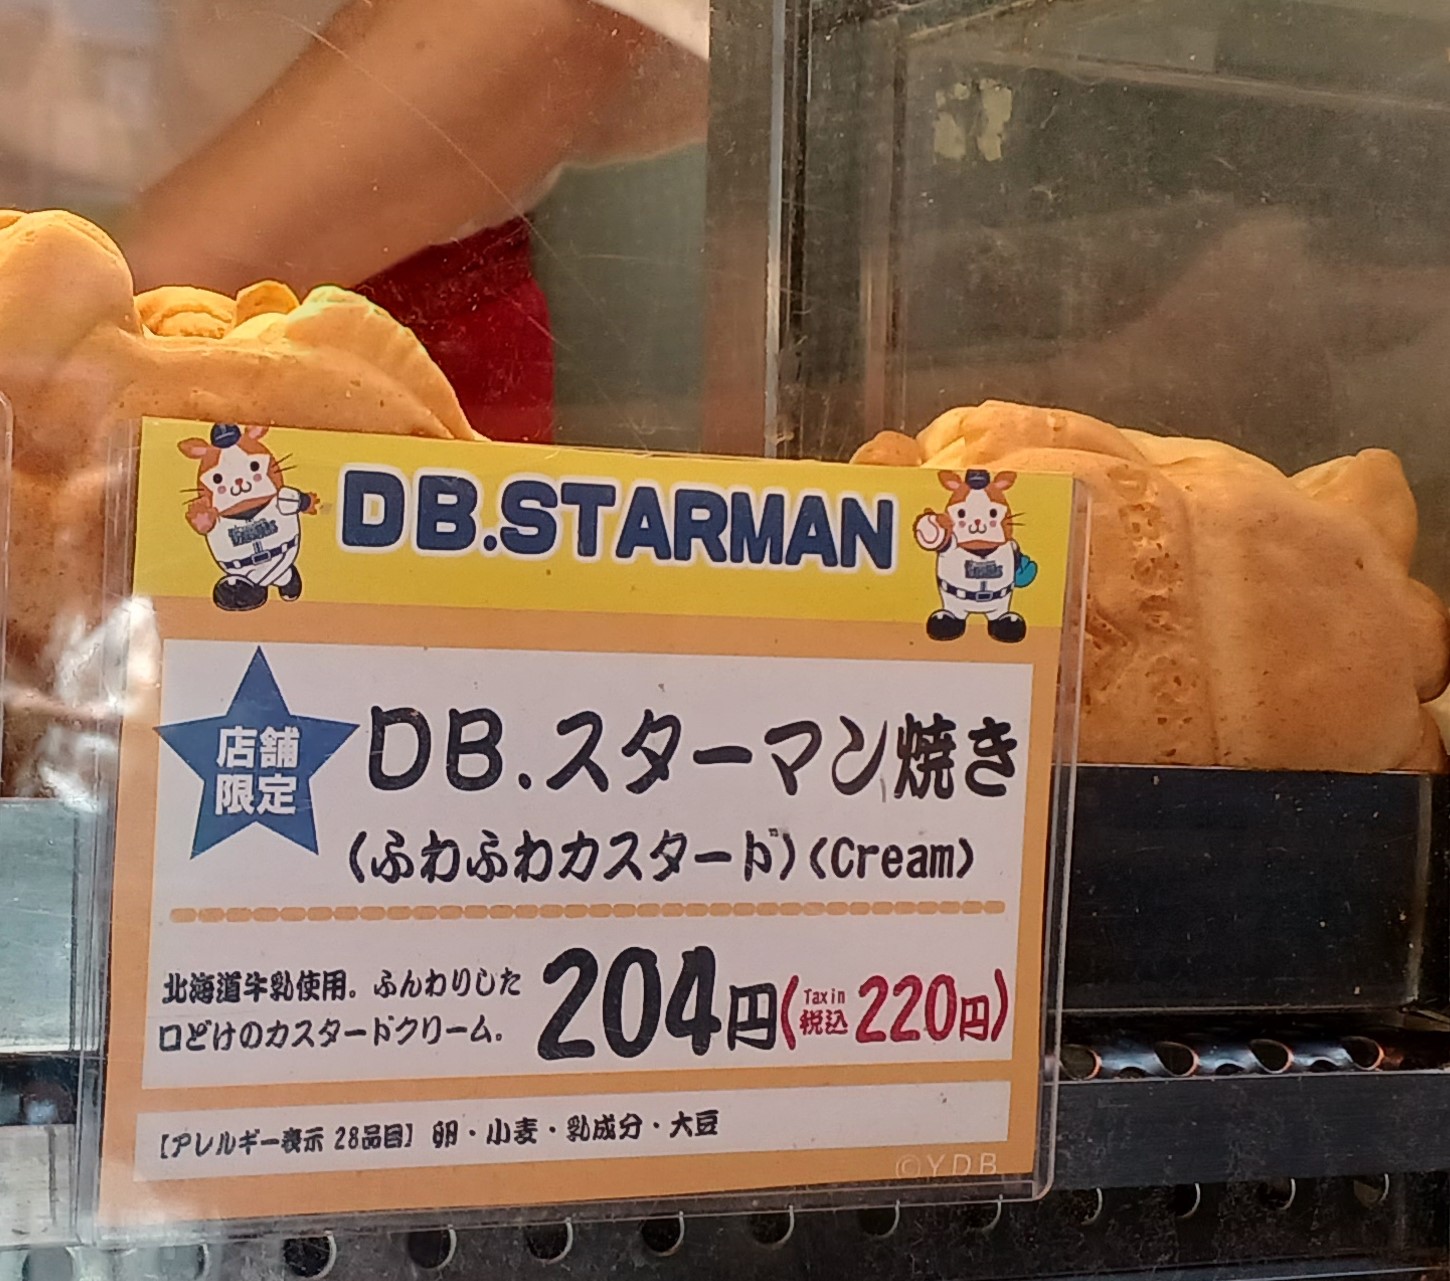 DB.STARMAN
店舗
限定
DB.スターマン焼き
(ふわふわカスタード)(Cream)
北海道牛乳使用。ふんわりした
口どけのカスタードクリーム。
204円(Tax in 税込 220円)
【アレルギー表示 28品目】 卵・小麦・乳成分・大豆
©YDB